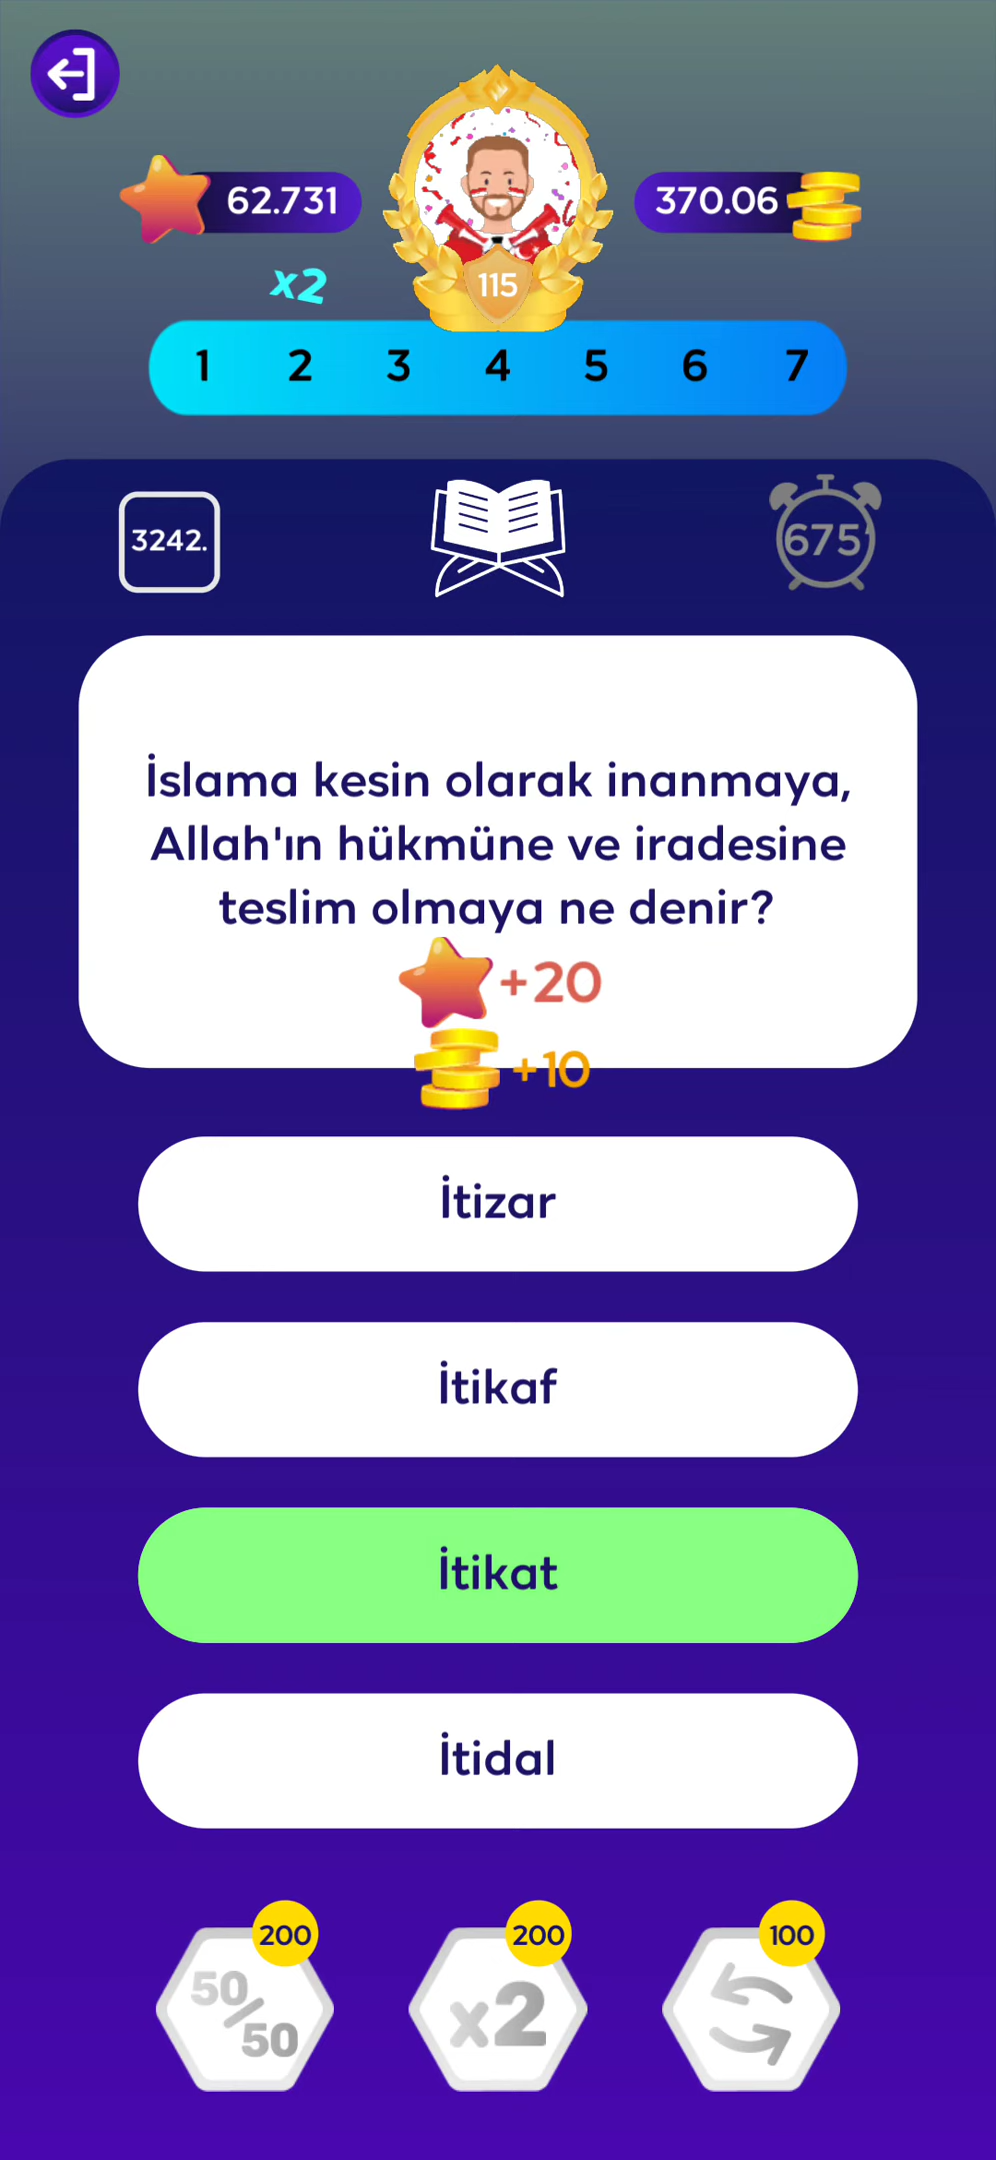 62.731
370.06
115
x2
1 2 3 4 5 6 7
3242.
675
İslama kesin olarak inanmaya,
Allah'ın hükmüne ve iradesine
teslim olmaya ne denir?
+20
+10
İtizar
İtikaf
İtikat
İtidal
200
50/50
200
x2
100